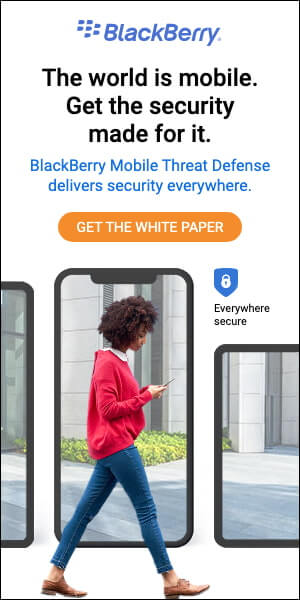 BlackBerry.
The world is mobile.
Get the security
made for it.
BlackBerry Mobile Threat Defense
delivers security everywhere.
GET THE WHITE PAPER
Everywhere
secure